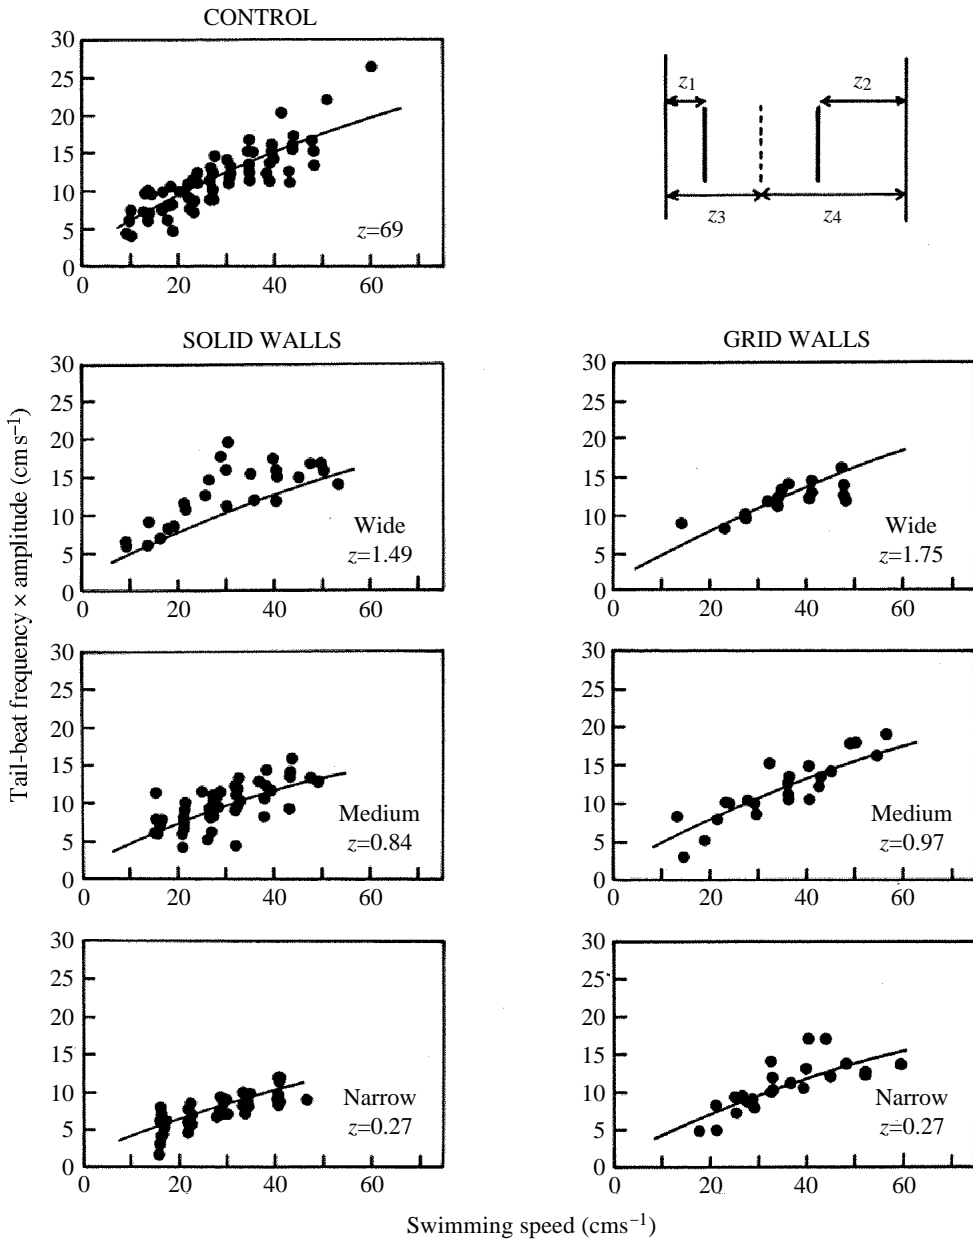 CONTROL
30
25
20
15
10
5
0
z=69
0 20 40 60
z1 z2
z3 z4
SOLID WALLS
30
25
20
15
10
5
0
Wide
z=1.49
0 20 40 60
GRID WALLS
30
25
20
15
10
5
0
Wide
z=1.75
0 20 40 60
Tail-beat frequency × amplitude (cm s−1)
30
25
20
15
10
5
0
Medium
z=0.84
0 20 40 60
30
25
20
15
10
5
0
Medium
z=0.97
0 20 40 60
30
25
20
15
10
5
0
Narrow
z=0.27
0 20 40 60
30
25
20
15
10
5
0
Narrow
z=0.27
0 20 40 60
Swimming speed (cms−1)